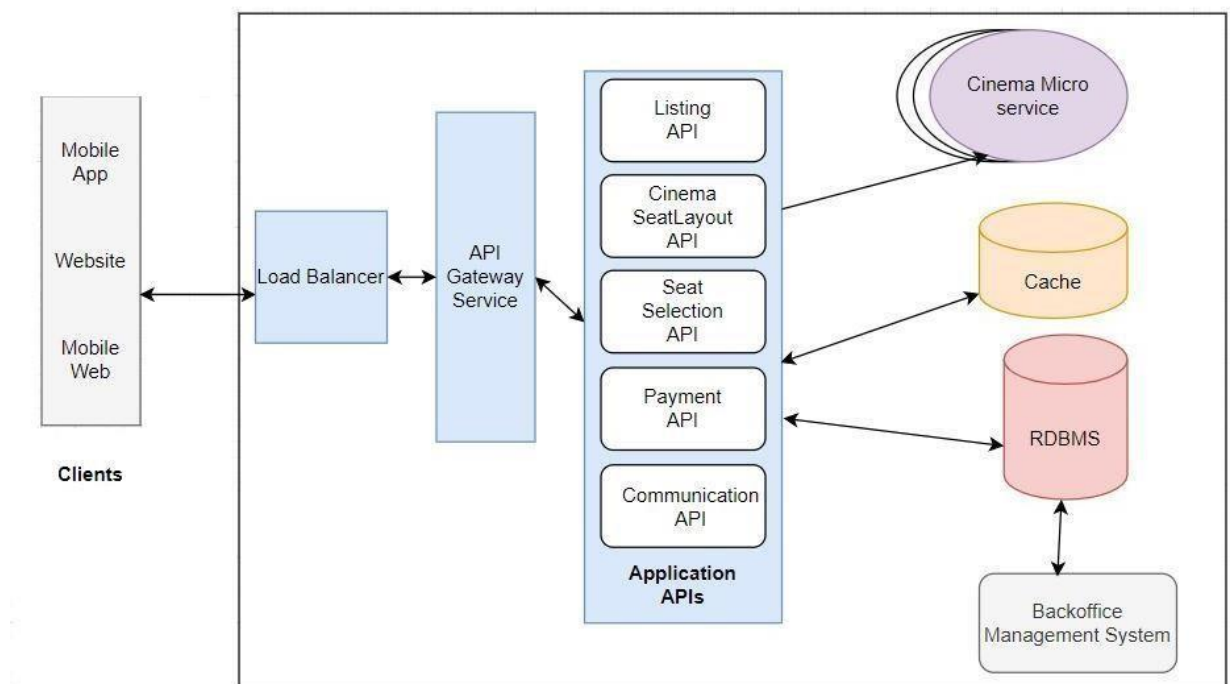 Mobile
App
Website
Mobile
Web
Clients
Load Balancer
API
Gateway
Service
Listing
API
Cinema
SeatLayout
API
Seat
Selection
API
Payment
API
Communication
API
Application
APIs
Cinema Micro
service
Cache
RDBMS
Backoffice
Management System